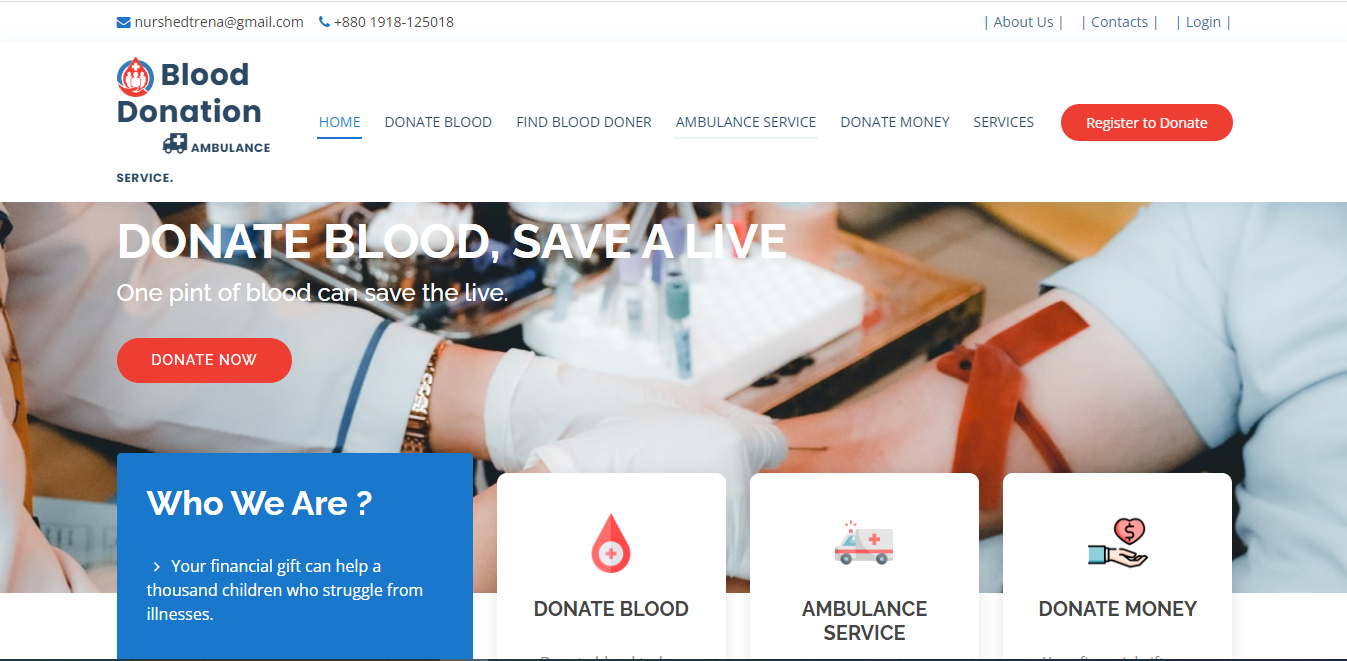 nurshedtrena@gmail.com +880 1918-125018 | About Us | | Contacts | | Login |
Blood
Donation
AMBULANCE
SERVICE.
HOME DONATE BLOOD FIND BLOOD DONER AMBULANCE SERVICE DONATE MONEY SERVICES Register to Donate
DONATE BLOOD, SAVE A LIVE
One pint of blood can save the live.
DONATE NOW
Who We Are ?
Your financial gift can help a
thousand children who struggle from
illnesses.
DONATE BLOOD
AMBULANCE
SERVICE
DONATE MONEY